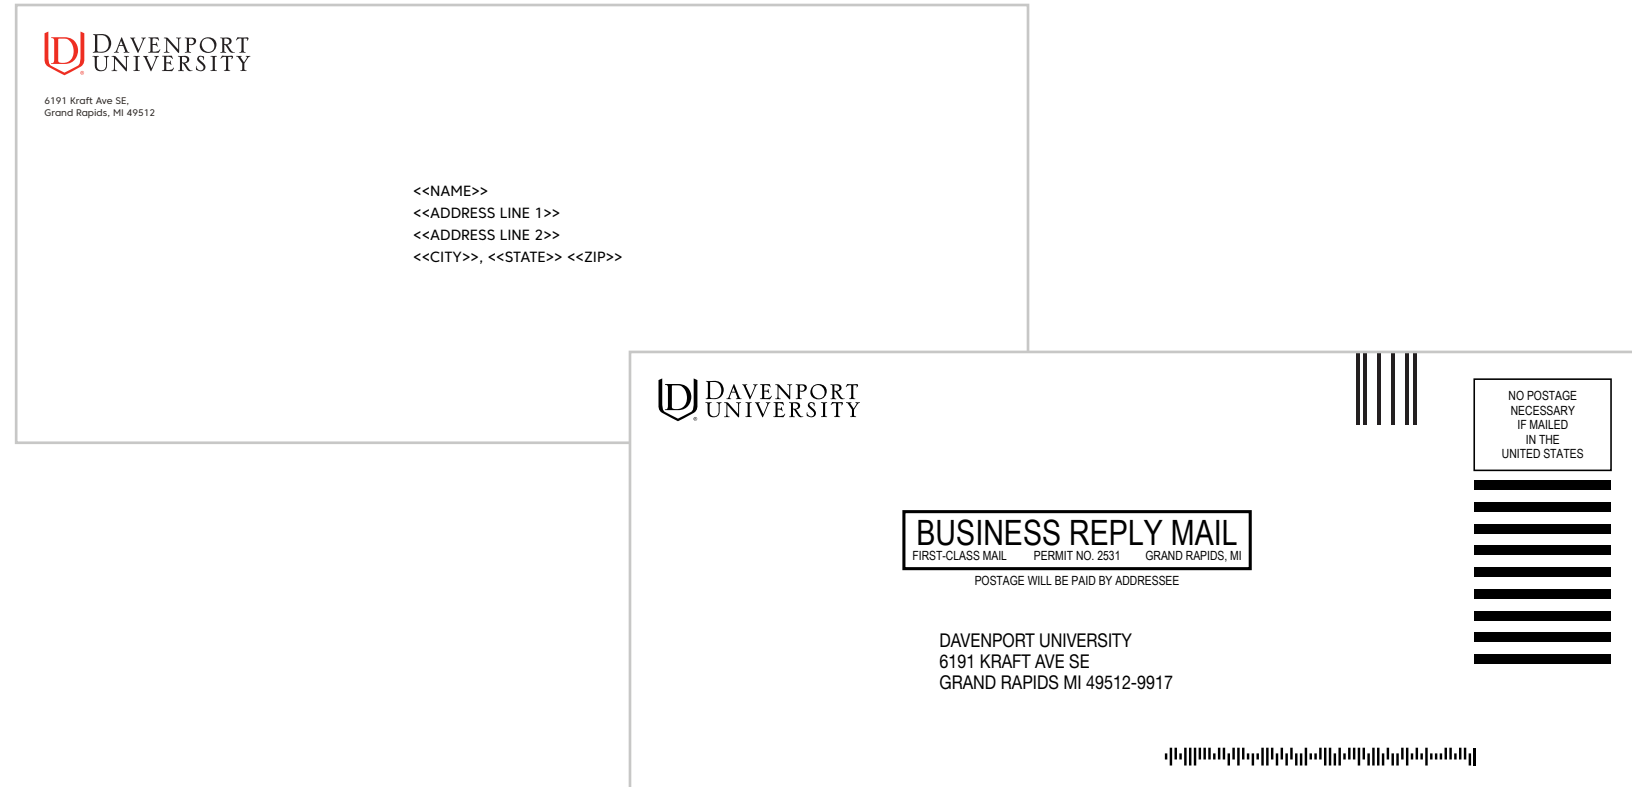 D DAVENPORT
UNIVERSITY
6191 Kraft Ave SE,
Grand Rapids, MI 49512
<<NAME>>
<<ADDRESS LINE 1>>
<<ADDRESS LINE 2>>
<<CITY>>, <<STATE>> <<ZIP>>
D DAVENPORT
UNIVERSITY
NO POSTAGE
NECESSARY
IF MAILED
IN THE
UNITED STATES
BUSINESS REPLY MAIL
FIRST-CLASS MAIL PERMIT NO. 2531 GRAND RAPIDS, MI
POSTAGE WILL BE PAID BY ADDRESSEE
DAVENPORT UNIVERSITY
6191 KRAFT AVE SE
GRAND RAPIDS MI 49512-9917